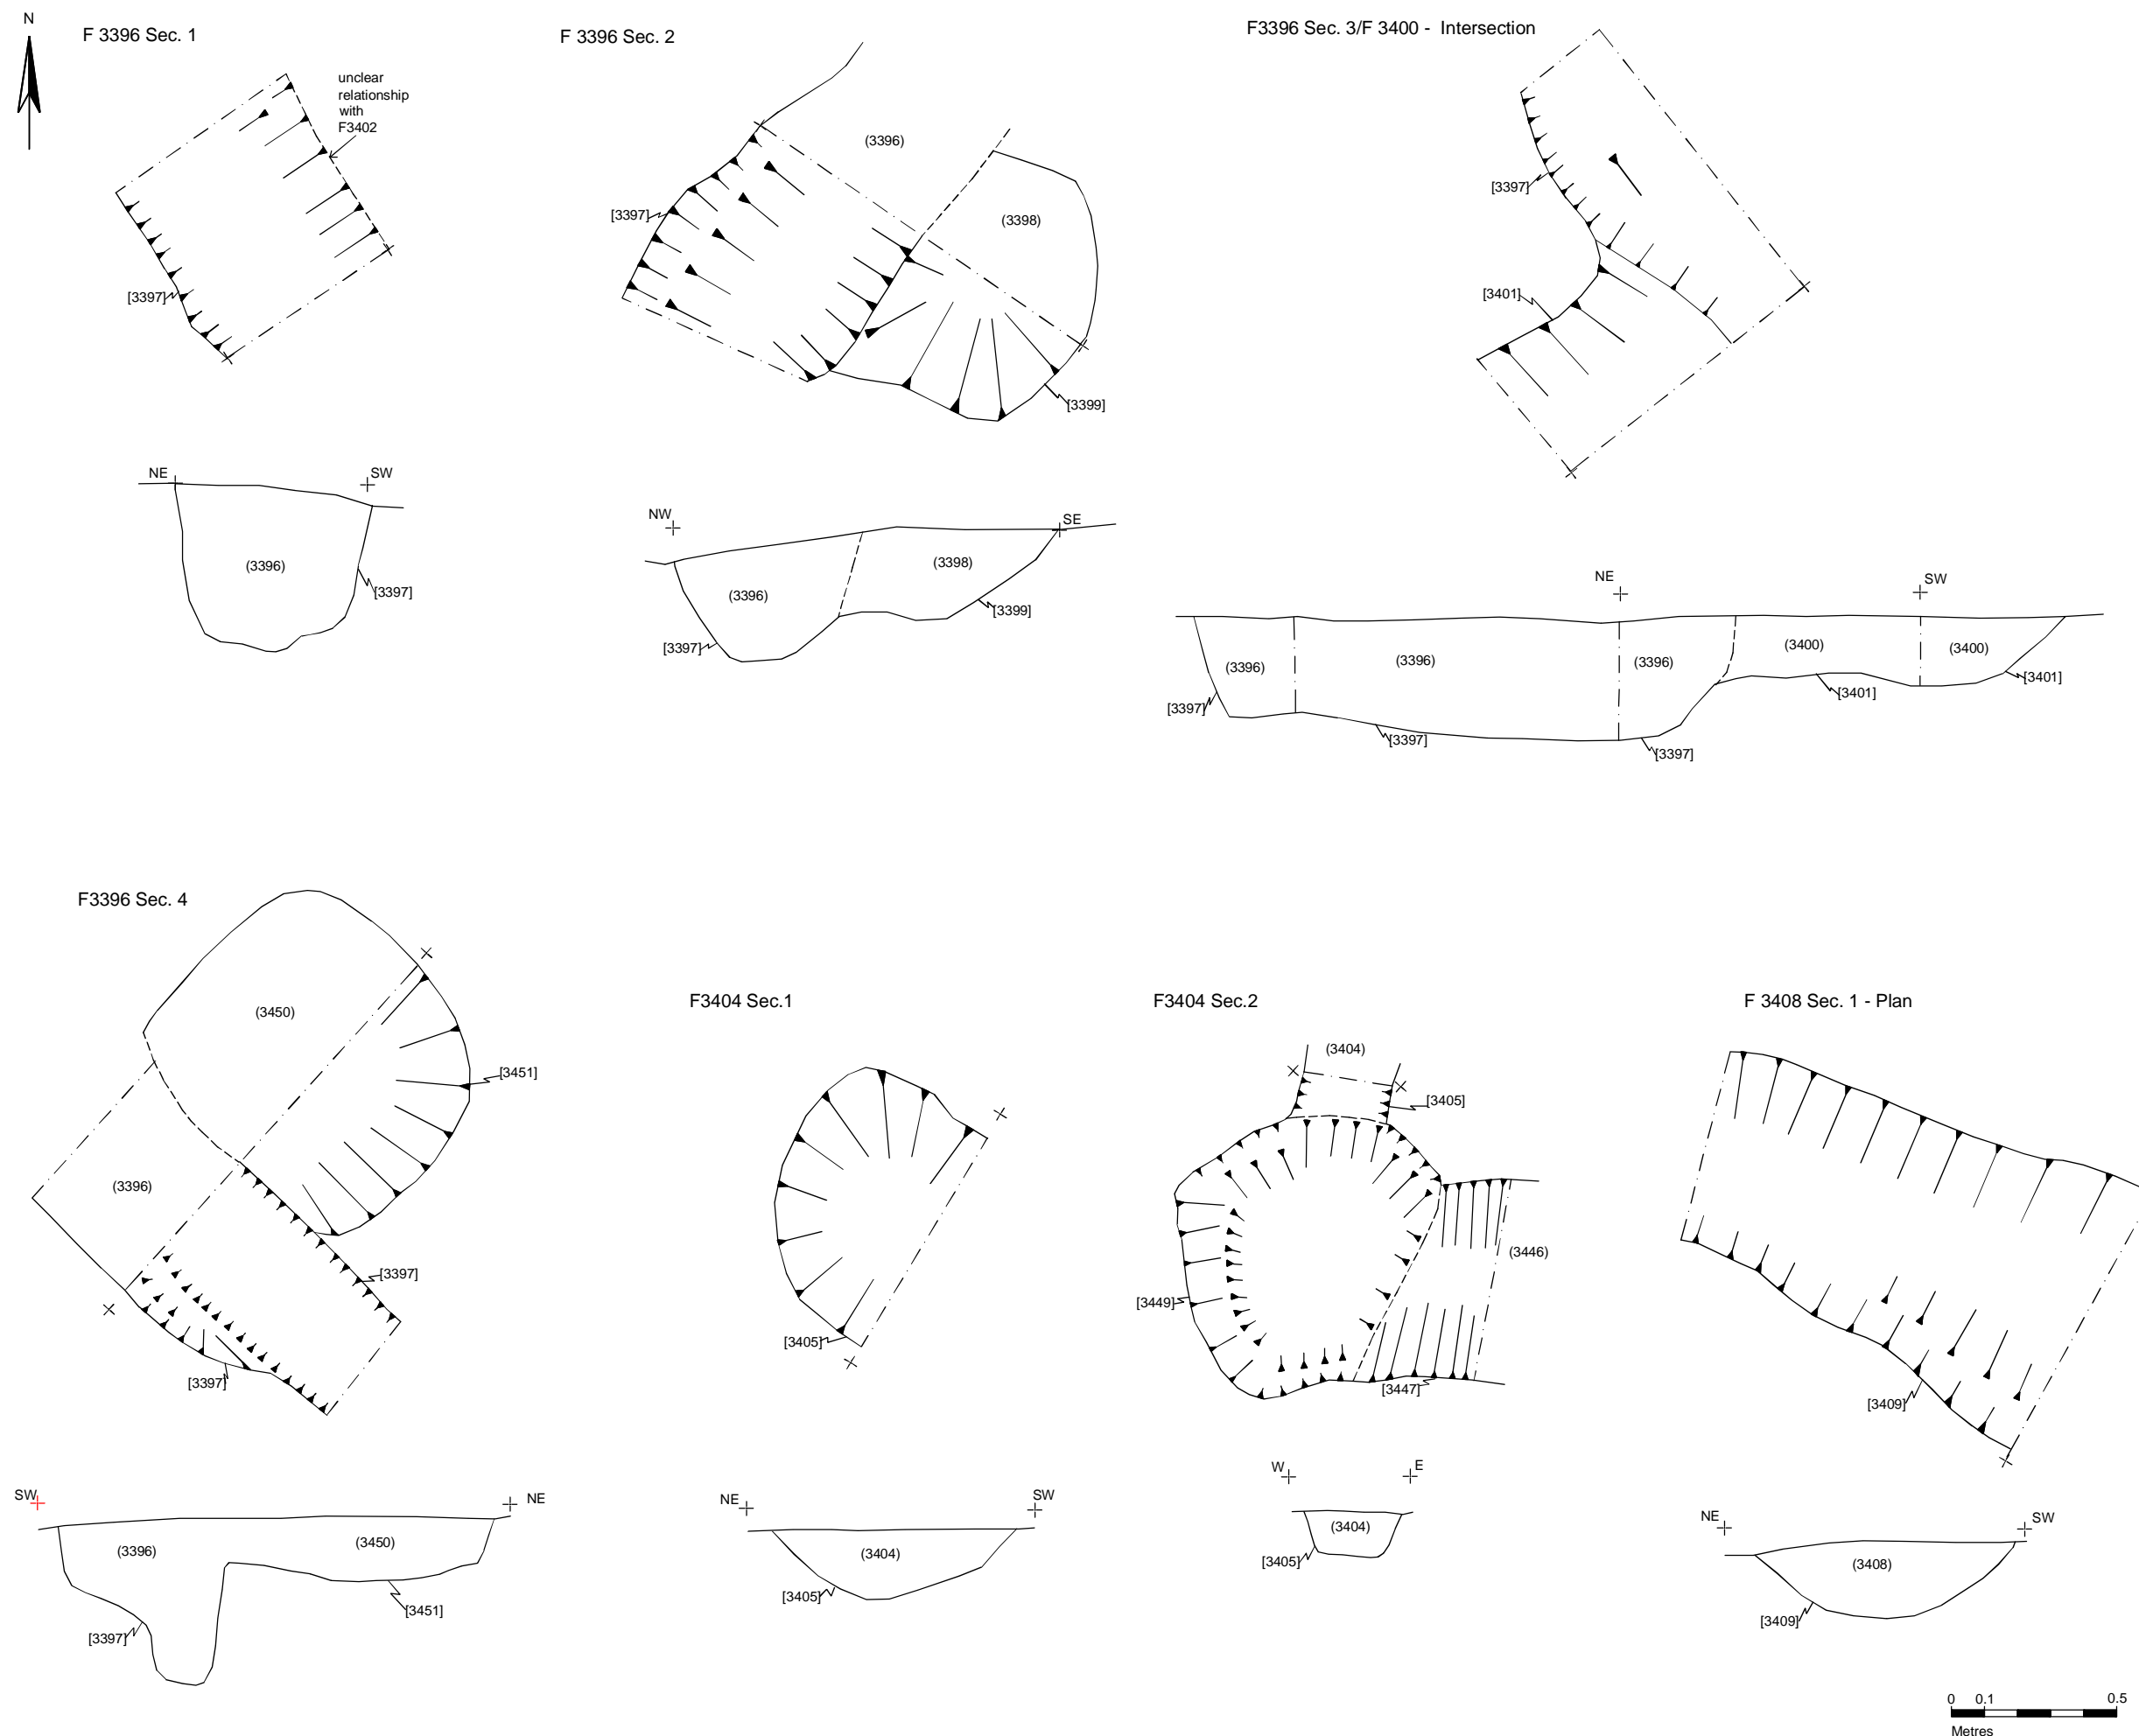 N
F 3396 Sec. 1
unclear
relationship
with
F3402
[3397]
NE
SW
(3396)
[3397]
F 3396 Sec. 2
(3396)
(3398)
[3397]
[3399]
NW
SE
(3396)
(3398)
[3397]
[3399]
F3396 Sec. 3/F 3400 - Intersection
[3397]
[3401]
NE
SW
(3396)
(3396)
(3396)
(3400)
(3400)
[3397]
[3397]
[3397]
[3401]
[3401]
F3396 Sec. 4
(3450)
[3451]
(3396)
[3397]
[3397]
SW
NE
(3396)
(3450)
[3397]
[3451]
F3404 Sec.1
[3405]
NE
SW
(3404)
[3405]
F3404 Sec.2
(3404)
[3405]
(3446)
[3449]
[3447]
W
E
(3404)
[3405]
F 3408 Sec. 1 - Plan
[3409]
NE
SW
(3408)
[3409]
0 0.1 0.5
Metres